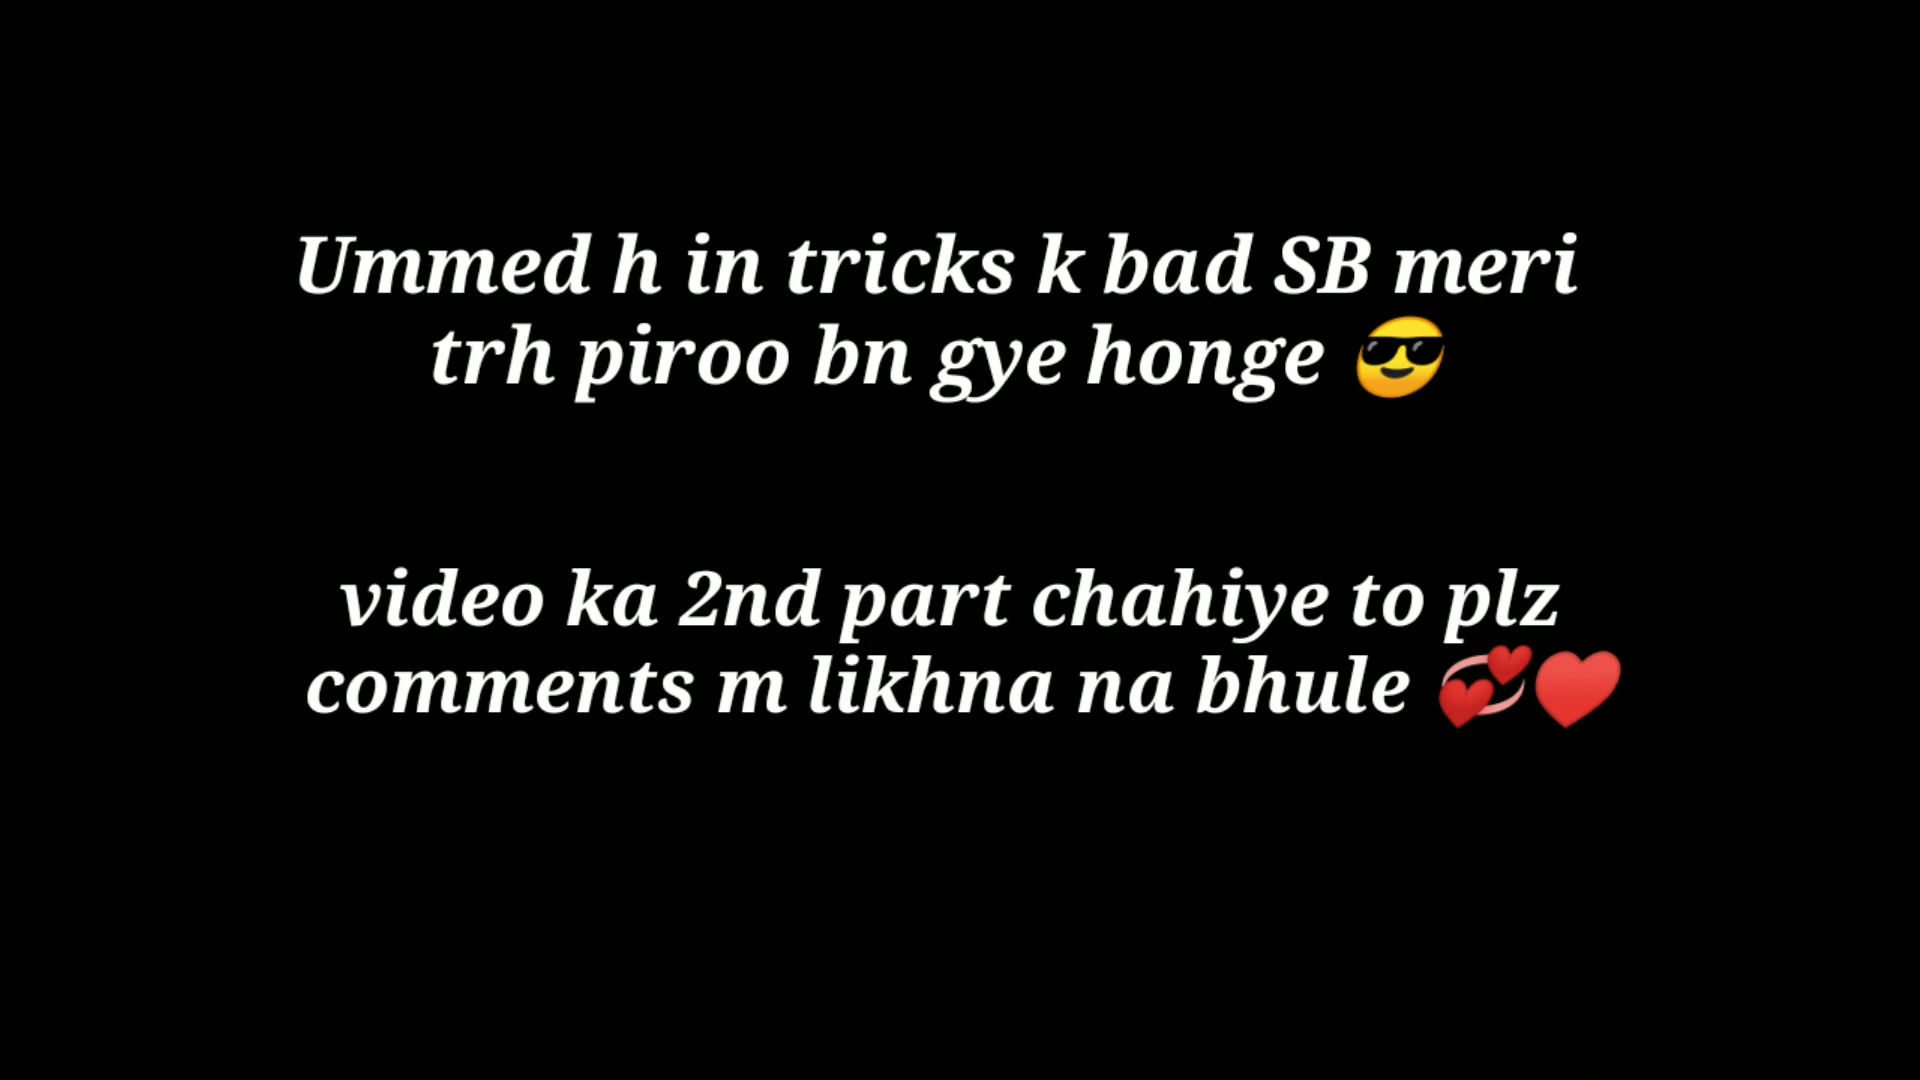 Ummed h in tricks k bad SB meri
trh piroo bn gye honge 😎
video ka 2nd part chahiye to plz
comments m likhna na bhule 💞♥️